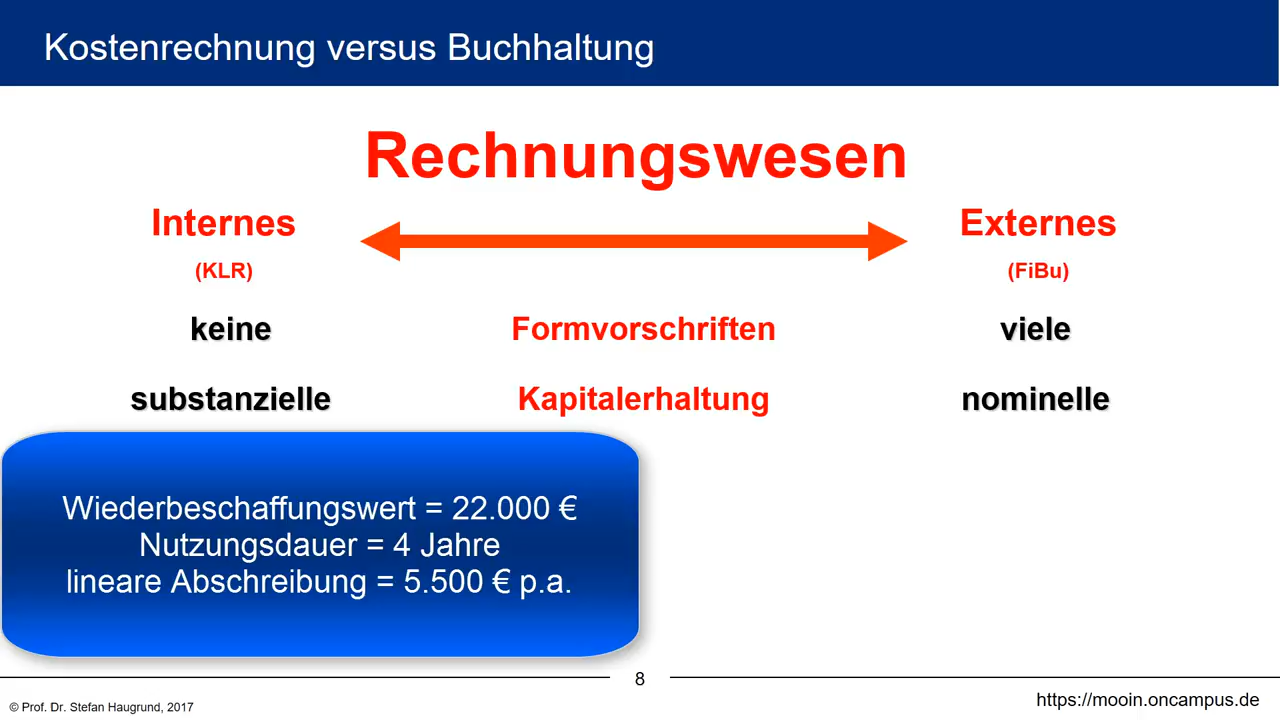 Kostenrechnung versus Buchhaltung
Rechnungswesen
Internes
Externes
(KLR)
(FiBu)
keine
Formvorschriften
viele
substanzielle
Kapitalerhaltung
nominelle
Wiederbeschaffungswert = 22.000 €
Nutzungsdauer = 4 Jahre
lineare Abschreibung = 5.500 € p.a.
8
© Prof. Dr. Stefan Haugrund, 2017
https://mooin.oncampus.de